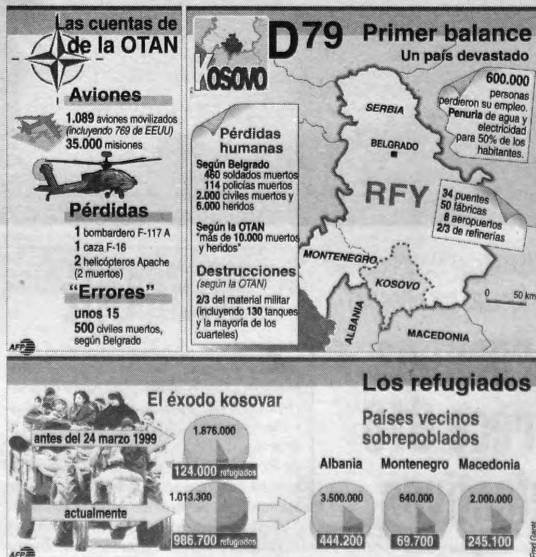 Las cuentas de
de la OTAN
Aviones
1.089 aviones movilizados
(incluyendo 769 de EEUU)
35.000 misiones
Pérdidas
1 bombardero F-117 A
1 caza F-16
2 helicópteros Apache
(2 muertos)
"Errores"
unos 15
500 civiles muertos,
según Belgrado
AFP
KOSOVO
D79
Primer balance
Un país devastado
Pérdidas
humanas
Según Belgrado
460 soldados muertos
114 policías muertos
2.000 civiles muertos y
6.000 heridos
Según la OTAN
"más de 10.000 muertos
y heridos"
Destrucciones
(según la OTAN)
2/3 del material militar
(incluyendo 130 tanques
y la mayoría de los
cuarteles)
600.000
personas
perdieron su empleo.
Penuria de agua y
electricidad
para 50% de los
habitantes.
34 puentes
50 fábricas
8 aeropuertos
2/3 de refinerías
SERBIA
BELGRADO
RFY
MONTENEGRO
KOSOVO
ALBANIA
MACEDONIA
0 50 km
Los refugiados
El éxodo kosovar
antes del 24 marzo 1999
1.876.000
124.000 refugiados
actualmente
1.013.300
986.700 refugiados
Países vecinos
sobrepoblados
Albania Montenegro Macedonia
3.500.000 640.000 2.000.000
444.200 69.700 245.100
AFP